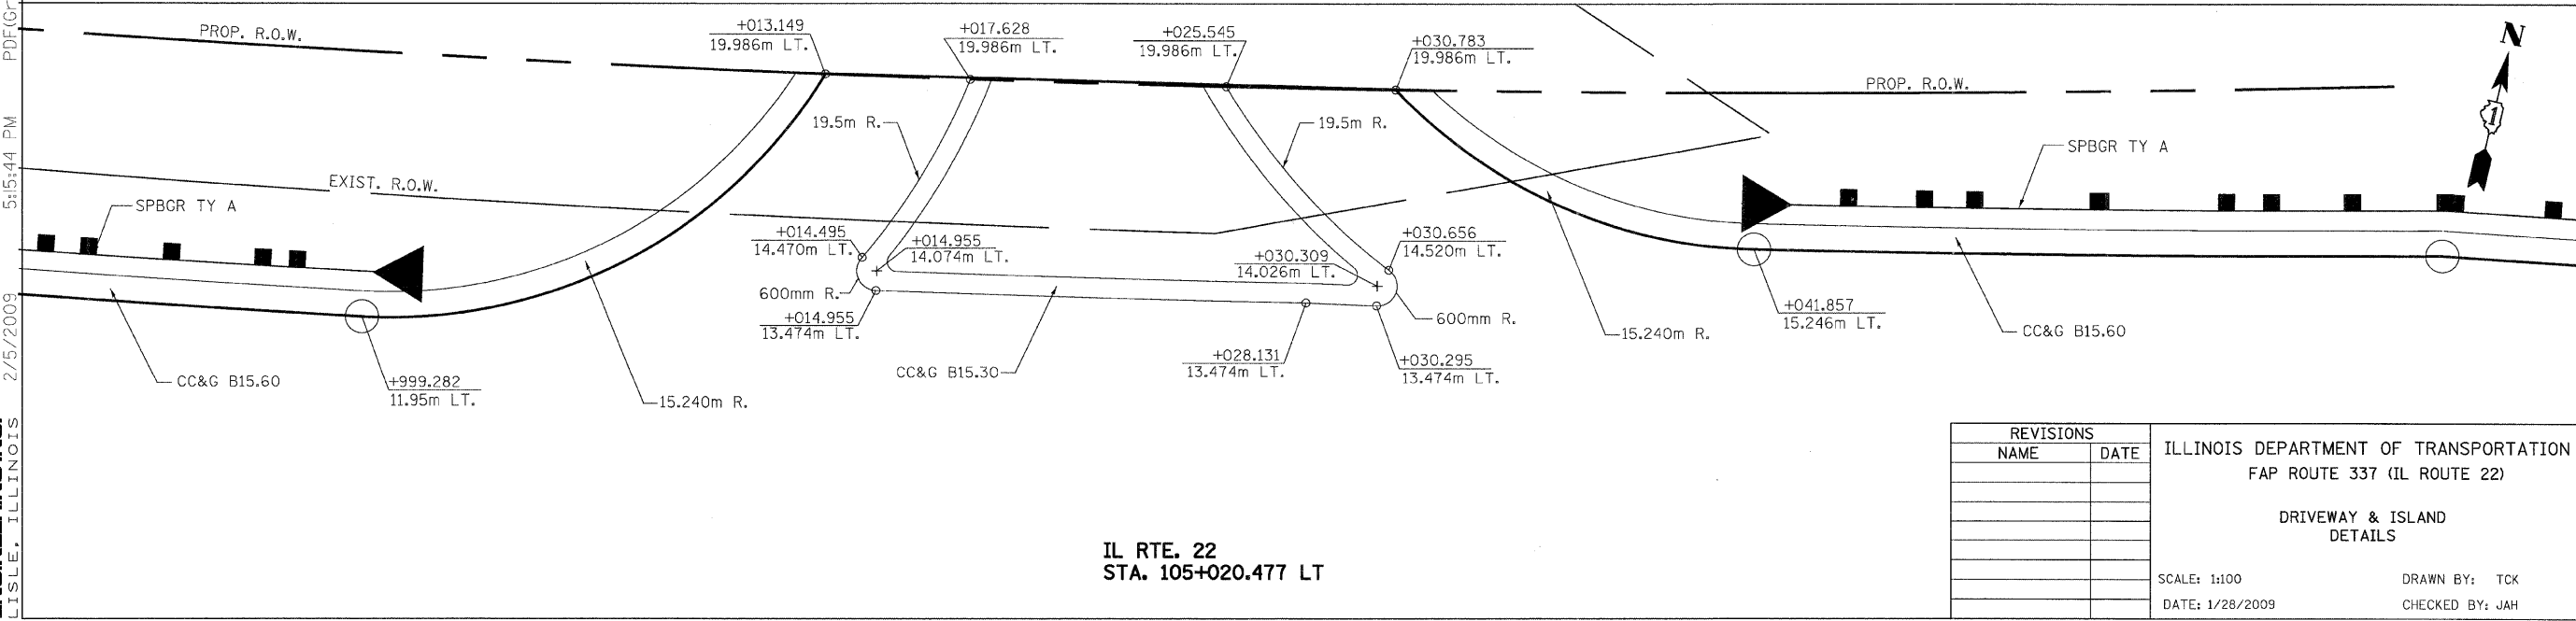 PROP. R.O.W.
+013.149
19.986m LT.
+017.628
19.986m LT.
+025.545
19.986m LT.
+030.783
19.986m LT.
PROP. R.O.W.
N
1
19.5m R.
19.5m R.
SPBGR TY A
EXIST. R.O.W.
SPBGR TY A
+014.495
14.470m LT.
+014.955
14.074m LT.
+030.309
14.026m LT.
+030.656
14.520m LT.
600mm R.
+014.955
13.474m LT.
+028.131
13.474m LT.
+030.295
13.474m LT.
600mm R.
15.240m R.
+041.857
15.246m LT.
CC&G B15.60
CC&G B15.60
+999.282
11.95m LT.
15.240m R.
CC&G B15.30
IL RTE. 22
STA. 105+020.477 LT
REVISIONS
NAME DATE
ILLINOIS DEPARTMENT OF TRANSPORTATION
FAP ROUTE 337 (IL ROUTE 22)
DRIVEWAY & ISLAND
DETAILS
SCALE: 1:100
DRAWN BY: TCK
DATE: 1/28/2009
CHECKED BY: JAH
2/5/2009 5:15:44 PM
LISLE, ILLINOIS